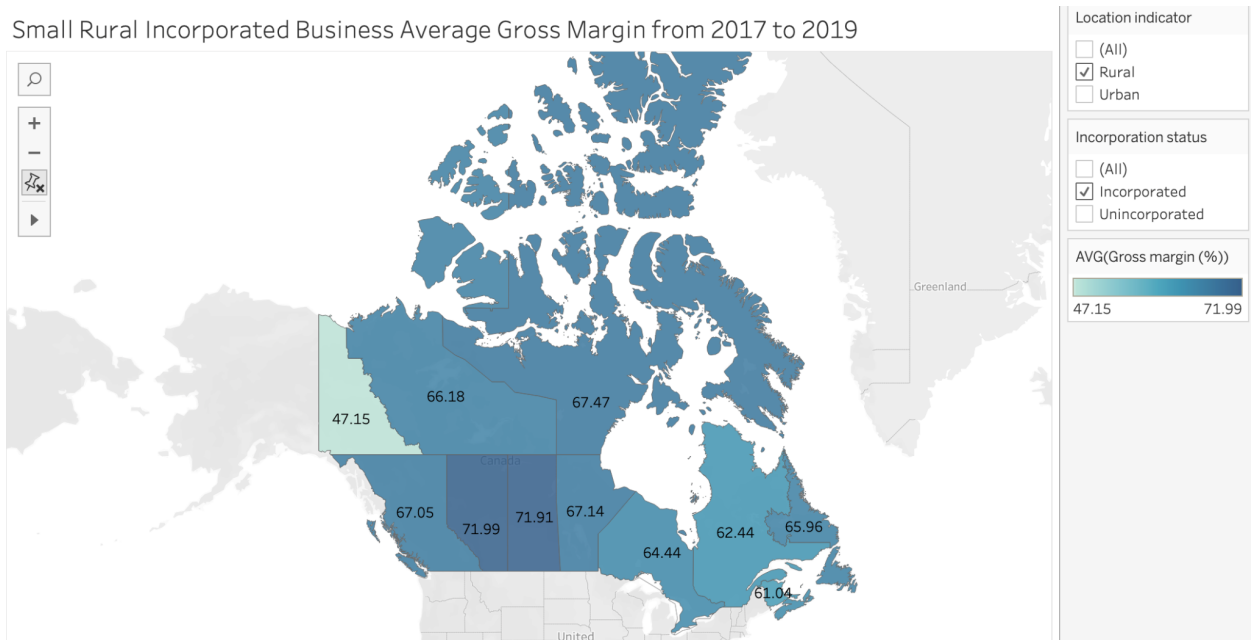 Small Rural Incorporated Business Average Gross Margin from 2017 to 2019
Location indicator
(All)
Rural
Urban
Incorporation status
(All)
Incorporated
Unincorporated
AVG(Gross margin (%))
47.15 71.99
Greenland
66.18
67.47
47.15
Canada
67.05
71.99
71.91
67.14
64.44
62.44
65.96
61.04
United